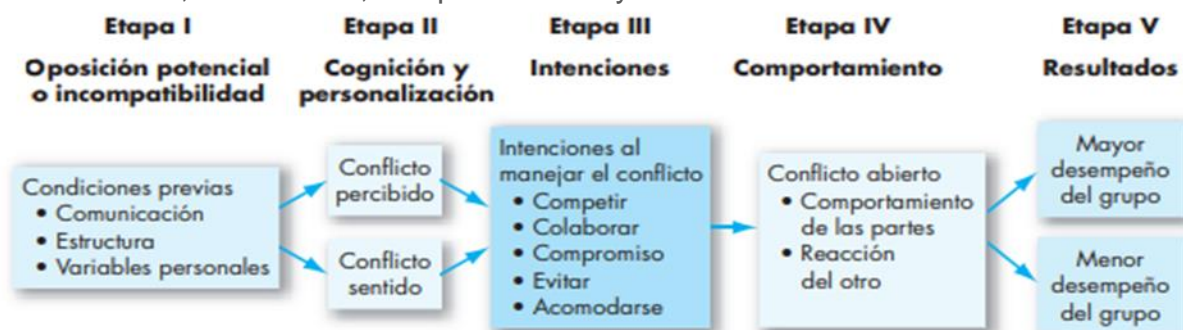 Etapa I
Oposición potencial
o incompatibilidad
Etapa II
Cognición y
personalización
Etapa III
Intenciones
Etapa IV
Comportamiento
Etapa V
Resultados
Condiciones previas
• Comunicación
• Estructura
• Variables personales
Conflicto
percibido
Conflicto
sentido
Intenciones al
manejar el conflicto
• Competir
• Colaborar
• Compromiso
• Evitar
• Acomodarse
Conflicto abierto
• Comportamiento
de las partes
• Reacción
del otro
Mayor
desempeño
del grupo
Menor
desempeño
del grupo